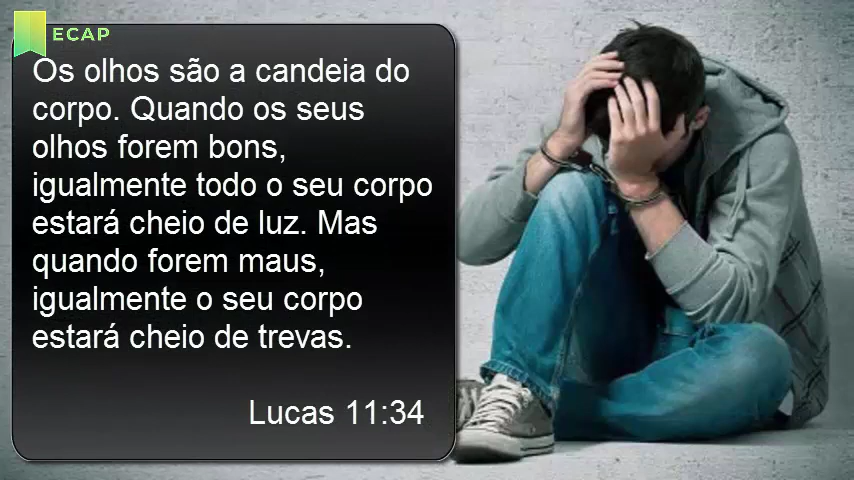 ECAP
Os olhos são a candeia do
corpo. Quando os seus
olhos forem bons,
igualmente todo o seu corpo
estará cheio de luz. Mas
quando forem maus,
igualmente o seu corpo
estará cheio de trevas.
Lucas 11:34